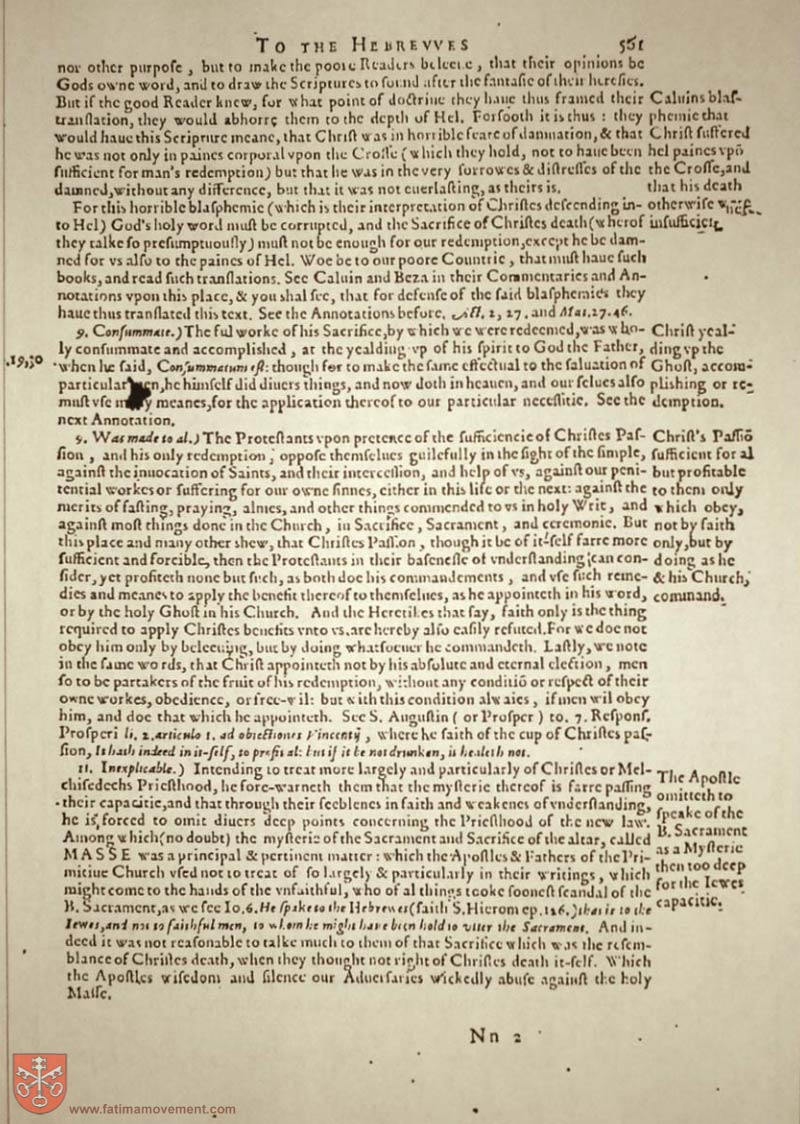 TO THE HEBREVVES 561
nor other purpoſe, but to make the poore Readers beleeue, that their opinions be
Gods owne word, and to draw the Scriptures to ſound after the fantaſie of their hereſies.
But if the good Reader knew, for what point of doctrine they haue thus framed their
tranſlation, they would abhorre them to the depth of Hel. Forſooth it is thus: they
would haue this Scripture meane, that Chriſt was in horrible feare of damnation, & that
he was not only in paines corporal vpon the Croſſe (which they hold, not to haue been
ſufficient for man's redemption) but that he was in the very ſorrowes & diſtreſſes of the
damned, without any difference, but that it was not euerlaſting, as theirs is.
Caluins blaſ-
phemie that
Chriſt ſuffered
hel paines vpō
the Croſſe, and
that his death
otherwiſe was
inſufficiēt
For this horrible blaſphemie (which is their interpretation of Chriſtes deſcending in-
to Hel) God's holy word muſt be corrupted, and the Sacrifice of Chriſtes death (wherof
they talke ſo preſumptuouſly) muſt not be enough for our redemption, except he be dam-
ned for vs alſo to the paines of Hel. Woe be to our poore Countrie, that muſt haue ſuch
books, and read ſuch tranſlations. See Caluin and Beza in their Commentaries and An-
notations vpon this place, & you ſhal ſee, that for defenſe of the ſaid blaſphemies they
haue thus tranſlated this text. See the Annotations before. Act. 2, 27. and Mat. 27. 46.
9. Conſummate.) The ful worke of his Sacrifice, by which we were redeemed, was who-
ly conſummate and accompliſhed, at the yealding vp of his ſpirit to God the Father,
when he ſaid, Conſummatum eſt: though for to make the ſame effectual to the ſaluation of
particular men, he himſelf did diuers things, and now doth in heauen, and our ſelues alſo
muſt vſe many meanes, for the application thereof to our particular neceſſitie. See the
next Annotation.
19, 30
Chriſt yeal-
ding vp the
Ghoſt, accom-
pliſhing or re-
demption.
9. Was made to al.) The Proteſtants vpon pretence of the ſufficiencie of Chriſtes Paſ-
ſion, and his only redemption, oppoſe themſelues guilefully in the ſight of the ſimple,
againſt the inuocation of Saints, and their interceſſion, and help of vs, againſt our peni-
tential workes or ſuffering for our owne ſinnes, either in this life or the next: againſt the
merits of faſting, praying, almes, and other things commended to vs in holy Writ, and
againſt moſt things done in the Church, in Sacrifice, Sacrament, and ceremonie. But
this place and many other ſhew, that Chriſtes Paſſion, though it be of it-ſelf farre more
ſufficient and forcible, then the Proteſtants in their baſeneſſe of vnderſtanding can con-
ſider, yet profiteth none but ſuch, as both doe his commandements, and vſe ſuch reme-
dies and meanes to apply the benefit thereof to themſelues, as he appointeth in his word,
or by the holy Ghoſt in his Church. And the Heretikes that ſay, faith only is the thing
required to apply Chriſtes benefits vnto vs, are hereby alſo eaſily refuted. For we doe not
obey him only by beleeuing, but by doing whatſoeuer he commandeth. Laſtly, we note
in the ſame words, that Chriſt appointeth not by his abſolute and eternal election, men
ſo to be partakers of the fruit of his redemption, without any conditiō or reſpect of their
owne workes, obedience, or free-wil: but with this condition alwaies, if men wil obey
him, and doe that which he appointeth. See S. Auguſtin (or Proſper) to. 7. Reſponſ.
Proſperi li. 2. articulo 1. ad obiectiones Vincentij, where he ſaith of the cup of Chriſtes paſ-
ſion, It hath indeed in it-ſelf, to profit al: but if it be not drunken, it healeth not.
Chriſt's Paſſiō
ſufficient for al
but profitable
to them only
which obey,
not by faith
only, but by
doing as he
& his Church,
command.
11. Inexplicable.) Intending to treat more largely and particularly of Chriſtes or Mel-
chiſedechs Prieſthood, he fore-warneth them that the myſterie thereof is farre paſſing
their capacitie, and that through their feeblenes in faith and weakenes of vnderſtanding,
he is forced to omit diuers deep points concerning the Prieſthood of the new law.
Among which (no doubt) the myſterie of the Sacrament and Sacrifice of the altar, called
MASSE was a principal & pertinent matter: which the Apoſtles & Fathers of the Pri-
mitiue Church vſed not to treat of ſo largely & particularly in their writings, which
might come to the hands of the vnfaithful, who of al things tooke ſooneſt ſcandal of the
B. Sacrament, as we ſee Io. 6. He ſpake to the Hebrewes (ſaith S. Hierom ep. 126.) that is to the
Iewes, and not to faithful men, to whom he might haue been bold to vtter the Sacrament. And in-
deed it was not reaſonable to talke much to them of that Sacrifice which was the reſem-
blance of Chriſtes death, when they thought not right of Chriſtes death it-ſelf. Which
the Apoſtles wiſedom and ſilence our Aduerſaries wickedly abuſe againſt the holy
Maſſe.
The Apoſtle
omitteth to
ſpeake of the
B. Sacrament
as a Myſterie
then too deep
for the Iewes
capacitie.
Nn 2
www.fatimamovement.com